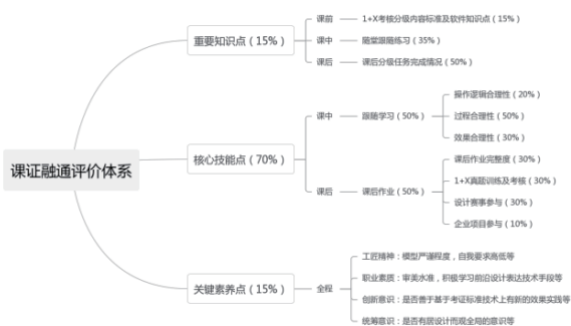 课前
1+X考核分级内容标准及软件知识点（15%）
重要知识点（15%）
课中
随堂跟随练习（35%）
课后
课后分级任务完成情况（50%）
操作逻辑合理性（20%）
课中
跟随学习（50%）
过程合理性（50%）
效果合理性（30%）
课证融通评价体系
核心技能点（70%）
课后作业完整度（30%）
课后
课后作业（50%）
1+X真题训练及考核（30%）
设计赛事参与（30%）
企业项目参与（10%）
工匠精神：模型严谨程度，自我要求高低等
关键素养点（15%）
全程
职业素质：审美水准，积极学习前沿设计表达技术手段等
创新意识：是否善于基于考证标准技术上有新的效果实践等
统筹意识：是否有居设计而观全局的意识等